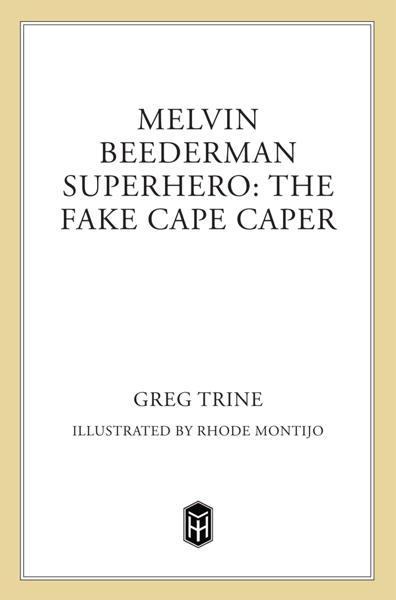 MELVIN
BEEDERMAN
SUPERHERO: THE
FAKE CAPE CAPER
GREG TRINE
ILLUSTRATED BY RHODE MONTIJO